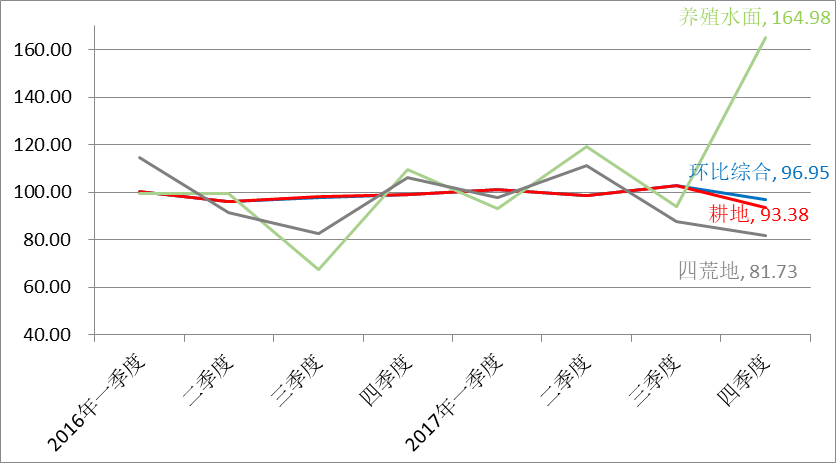 养殖水面, 164.98
160.00
140.00
120.00
环比综合, 96.95
100.00
耕地, 93.38
80.00
四荒地, 81.73
60.00
40.00
2016年一季度
二季度
三季度
四季度
2017年一季度
二季度
三季度
四季度